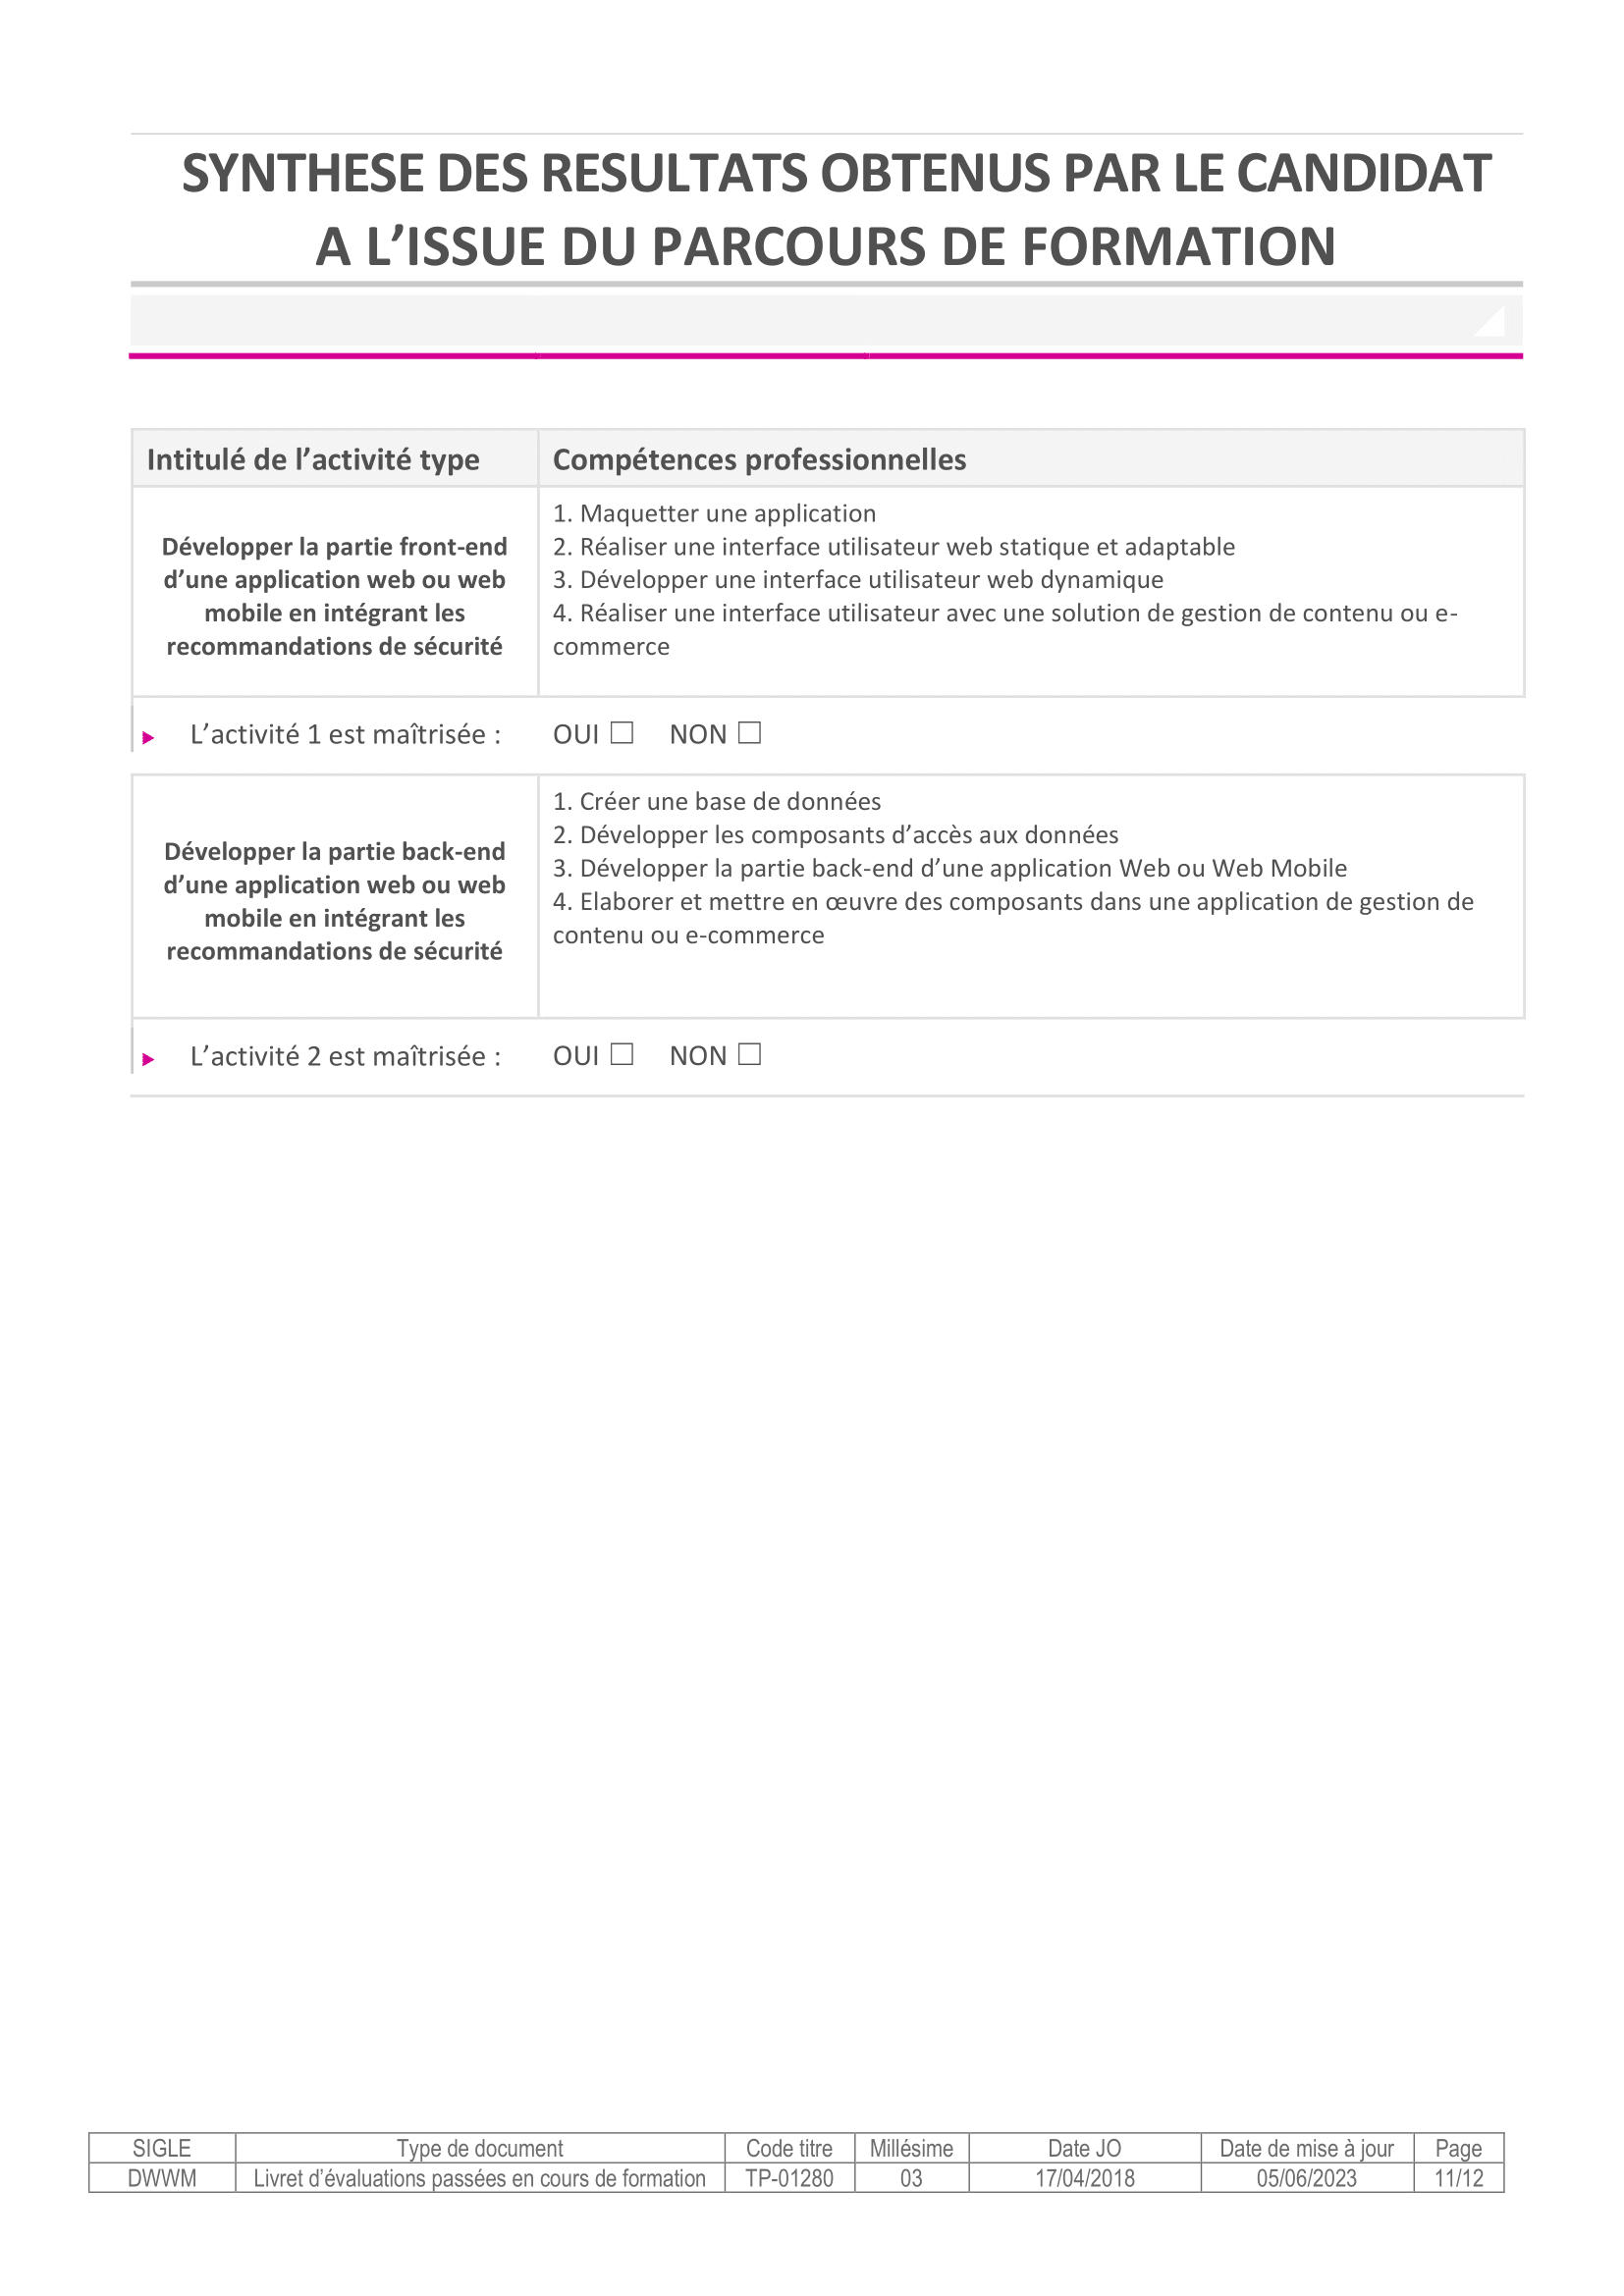 SYNTHESE DES RESULTATS OBTENUS PAR LE CANDIDAT
A L’ISSUE DU PARCOURS DE FORMATION
Intitulé de l’activité type
Compétences professionnelles
Développer la partie front-end
d’une application web ou web
mobile en intégrant les
recommandations de sécurité
1. Maquetter une application
2. Réaliser une interface utilisateur web statique et adaptable
3. Développer une interface utilisateur web dynamique
4. Réaliser une interface utilisateur avec une solution de gestion de contenu ou e-
commerce
L’activité 1 est maîtrisée : OUI ☐ NON ☐
Développer la partie back-end
d’une application web ou web
mobile en intégrant les
recommandations de sécurité
1. Créer une base de données
2. Développer les composants d’accès aux données
3. Développer la partie back-end d’une application Web ou Web Mobile
4. Elaborer et mettre en œuvre des composants dans une application de gestion de
contenu ou e-commerce
L’activité 2 est maîtrisée : OUI ☐ NON ☐
SIGLE Type de document Code titre Millésime Date JO Date de mise à jour Page
DWWM Livret d’évaluations passées en cours de formation TP-01280 03 17/04/2018 05/06/2023 11/12